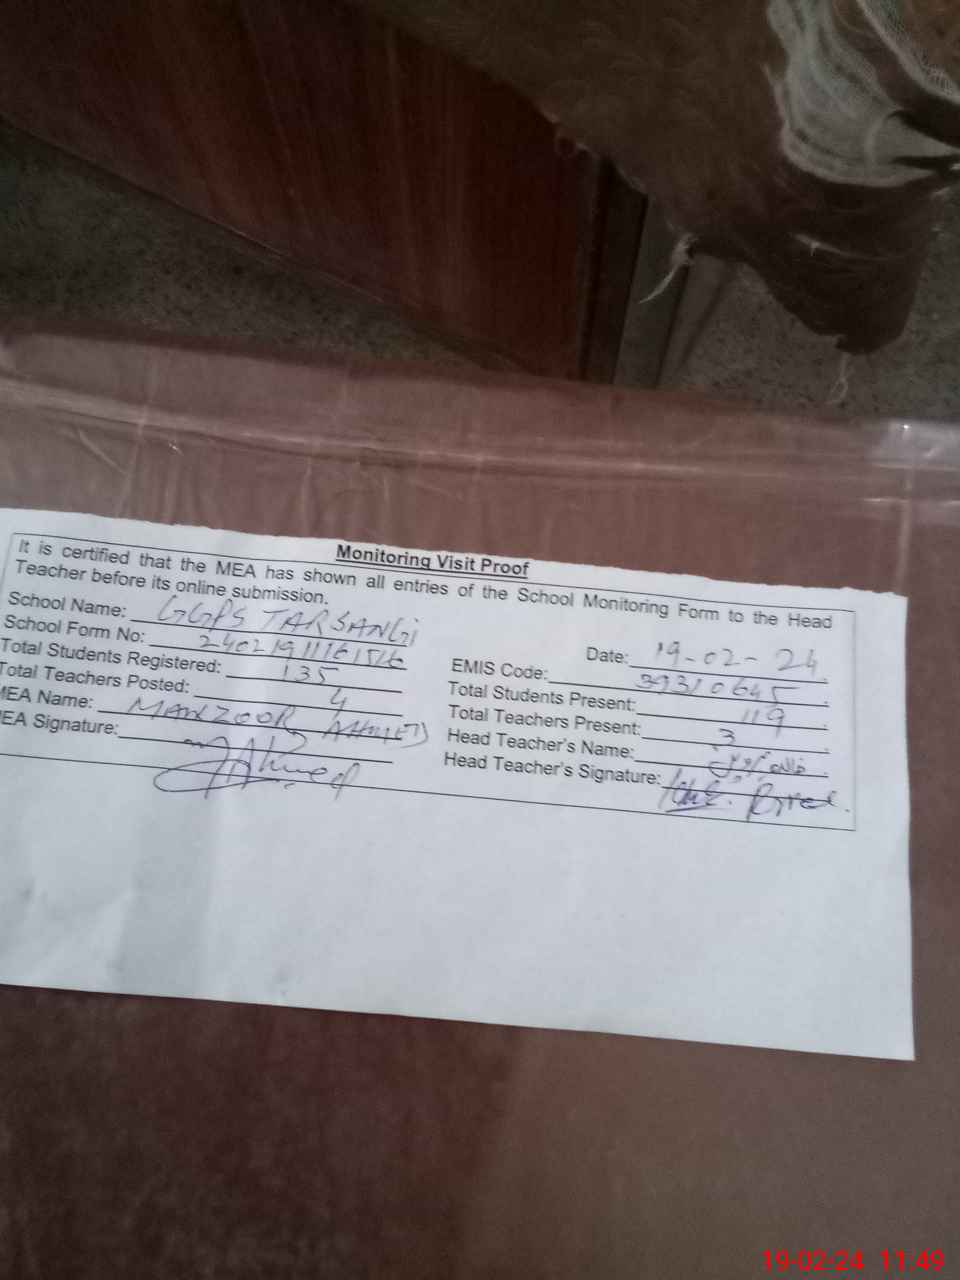 Monitoring Visit Proof
It is certified that the MEA has shown all entries of the School Monitoring Form to the Head
Teacher before its online submission.
School Name: GGPS TARSANGi
Date: 19-02-24
School Form No:
EMIS Code: 39310645
Total Students Registered: 135
Total Students Present: 119
Total Teachers Posted: 4
Total Teachers Present: 3
MEA Name: MANZOOR AHMED
Head Teacher's Name:
EA Signature: Ahmed
Head Teacher's Signature:
19-02-24 11:49